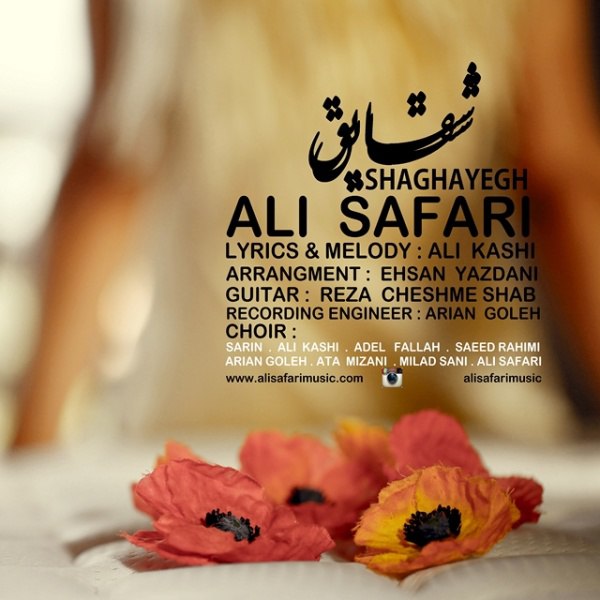 شقایق
SHAGHAYEGH
ALI SAFARI
LYRICS & MELODY : ALI KASHI
ARRANGMENT : EHSAN YAZDANI
GUITAR : REZA CHESHME SHAB
RECORDING ENGINEER : ARIAN GOLEH
CHOIR :
SARIN . ALI KASHI . ADEL FALLAH . SAEED RAHIMI
ARIAN GOLEH . ATA MIZANI . MILAD SANI . ALI SAFARI
www.alisafarimusic.com alisafarimusic